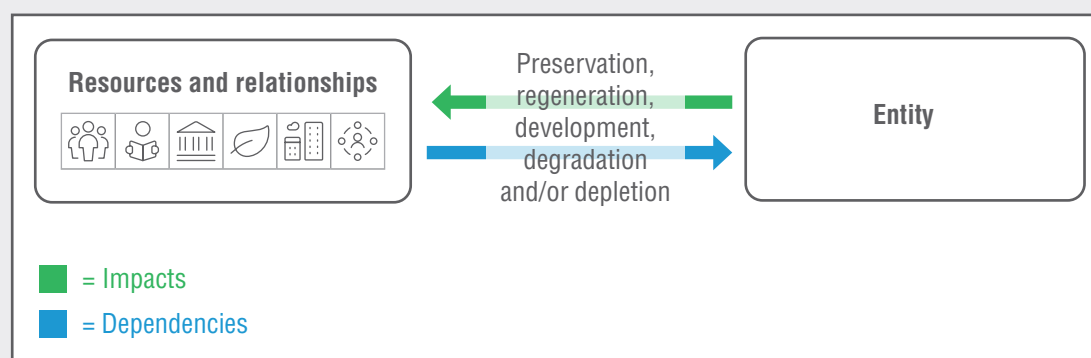 Resources and relationships
Preservation,
regeneration,
development,
degradation
and/or depletion
Entity
= Impacts
= Dependencies